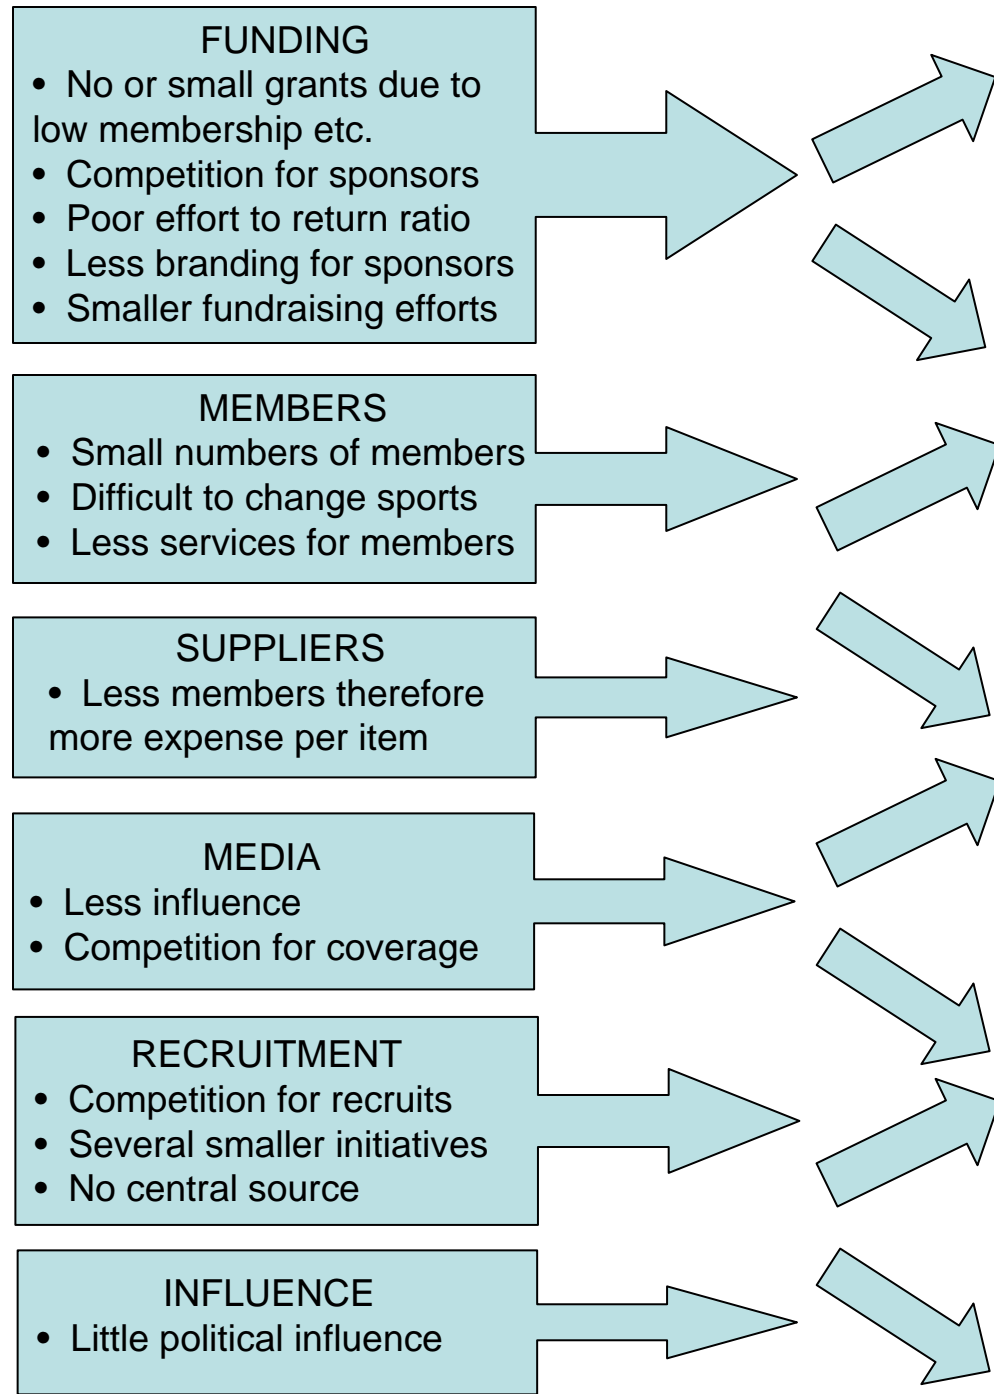 FUNDING
• No or small grants due to
low membership etc.
• Competition for sponsors
• Poor effort to return ratio
• Less branding for sponsors
• Smaller fundraising efforts
MEMBERS
• Small numbers of members
• Difficult to change sports
• Less services for members
SUPPLIERS
• Less members therefore
more expense per item
MEDIA
• Less influence
• Competition for coverage
RECRUITMENT
• Competition for recruits
• Several smaller initiatives
• No central source
INFLUENCE
• Little political influence